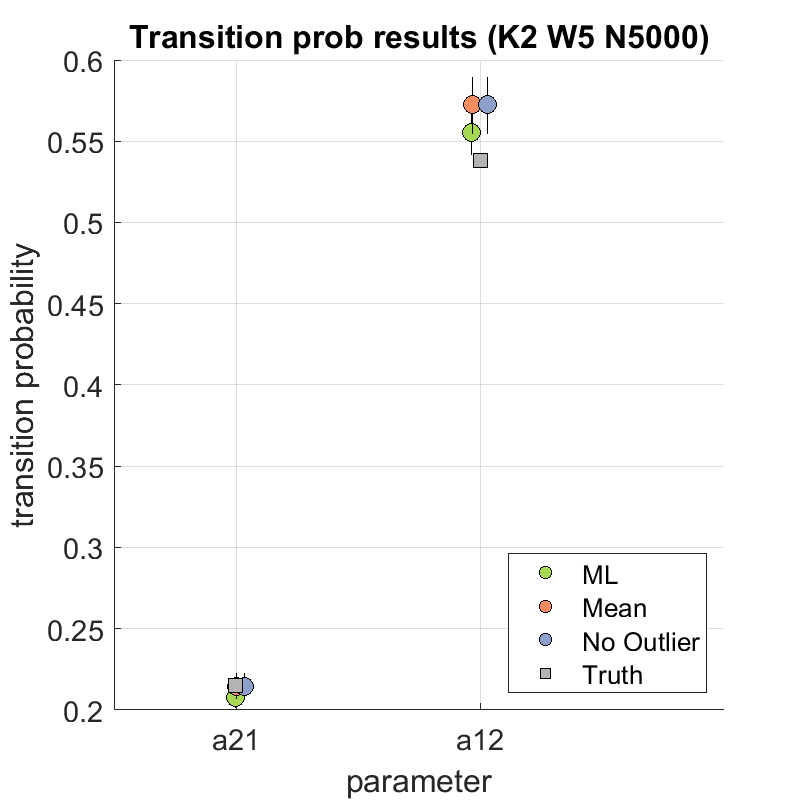 Transition prob results (K2 W5 N5000)
0.6
0.55
0.5
0.45
0.4
0.35
0.3
0.25
0.2
transition probability
ML
Mean
No Outlier
Truth
a21
a12
parameter